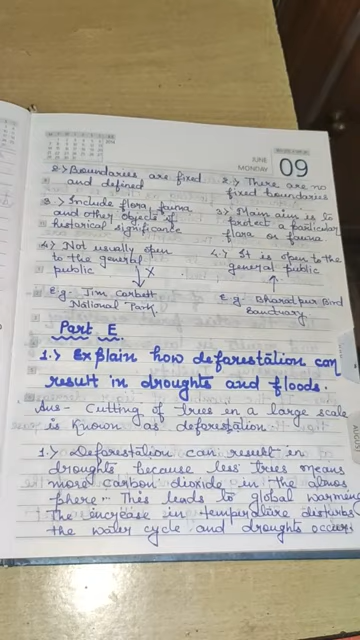 JUNE
MONDAY
09
2.) Boundaries are fixed and defined
2.) There are no fixed boundaries
3.) Include flora, fauna and other objects of historical significance
3.) Main aim is to protect a particular flora or fauna
4.) Not usually open to the general public
X
4.) It is open to the general public
E.g- Jim Corbett National Park
E.g- Bharatpur Bird Sanctuary
Part E
1.) Explain how deforestation can
result in droughts and floods.
Ans- Cutting of trees en a large scale
is known as deforestation.
1.) Deforestation can result in
droughts because less trees means
more carbon dioxide in the atmos
phere.. This leads to global warming
The increase in temperature disturbs
the water cycle and droughts occurs
AUGUST